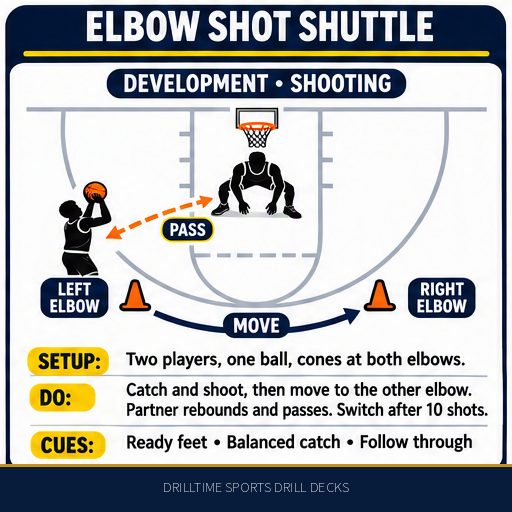 ELBOW SHOT SHUTTLE
DEVELOPMENT • SHOOTING
PASS
LEFT
ELBOW
RIGHT
ELBOW
MOVE
SETUP: Two players, one ball, cones at both elbows.
DO: Catch and shoot, then move to the other elbow.
Partner rebounds and passes. Switch after 10 shots.
CUES: Ready feet • Balanced catch • Follow through
DRILLTIME SPORTS DRILL DECKS